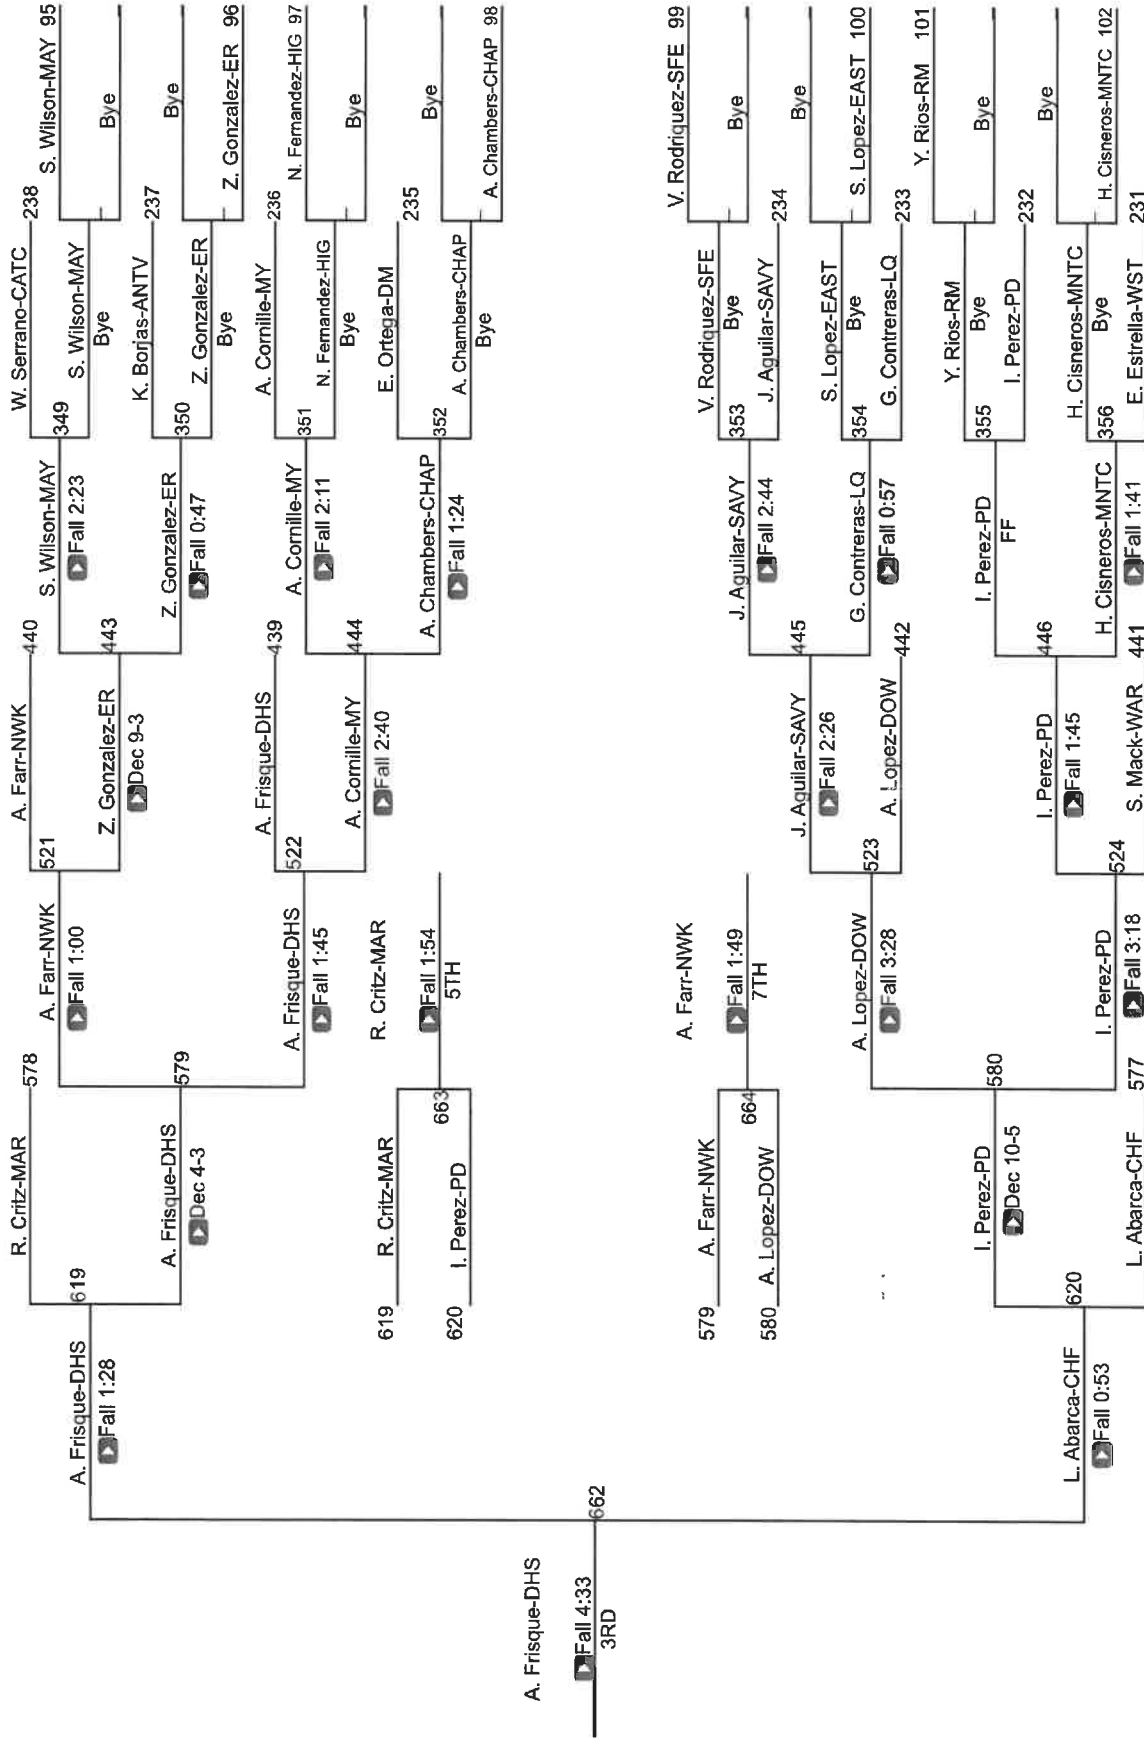 W. Serrano-CATC 238
S. Wilson-MAY 95
Bye
S. Wilson-MAY
Bye
349
S. Wilson-MAY
Fall 2:23
K. Borjas-ANTV 237
Bye
Z. Gonzalez-ER 96
Z. Gonzalez-ER
Bye
350
Z. Gonzalez-ER
Fall 0:47
A. Cornille-MY 236
N. Fernandez-HIG 97
Bye
N. Fernandez-HIG
Bye
351
A. Cornille-MY
Fall 2:11
E. Ortega-DM 235
Bye
A. Chambers-CHAP 98
A. Chambers-CHAP
Bye
352
A. Chambers-CHAP
Fall 1:24
A. Farr-NWK 440
443
Z. Gonzalez-ER
Dec 9-3
521
A. Farr-NWK
Fall 1:00
A. Frisque-DHS 439
444
A. Cornille-MY
Fall 2:40
522
A. Frisque-DHS
Fall 1:45
R. Critz-MAR 578
579
A. Frisque-DHS
Dec 4-3
619
A. Frisque-DHS
Fall 1:28
619 R. Critz-MAR
620 I. Perez-PD
663
R. Critz-MAR
Fall 1:54
5TH
V. Rodriquez-SFE 99
Bye
V. Rodriquez-SFE
Bye
J. Aguilar-SAVY 234
353
J. Aguilar-SAVY
Fall 2:44
Bye
S. Lopez-EAST 100
S. Lopez-EAST
Bye
G. Contreras-LQ 233
354
G. Contreras-LQ
Fall 0:57
Y. Rios-RM 101
Bye
Y. Rios-RM
Bye
I. Perez-PD 232
355
I. Perez-PD
FF
Bye
H. Cisneros-MNTC 102
H. Cisneros-MNTC
Bye
E. Estrella-WST 231
356
H. Cisneros-MNTC
Fall 1:41
445
J. Aguilar-SAVY
Fall 2:26
A. Lopez-DOW 442
523
A. Lopez-DOW
Fall 3:28
446
I. Perez-PD
Fall 1:45
S. Mack-WAR 441
524
I. Perez-PD
Fall 3:18
579 A. Farr-NWK
580 A. Lopez-DOW
664
A. Farr-NWK
Fall 1:49
7TH
580
I. Perez-PD
Dec 10-5
L. Abarca-CHF 577
620
L. Abarca-CHF
Fall 0:53
662
A. Frisque-DHS
Fall 4:33
3RD